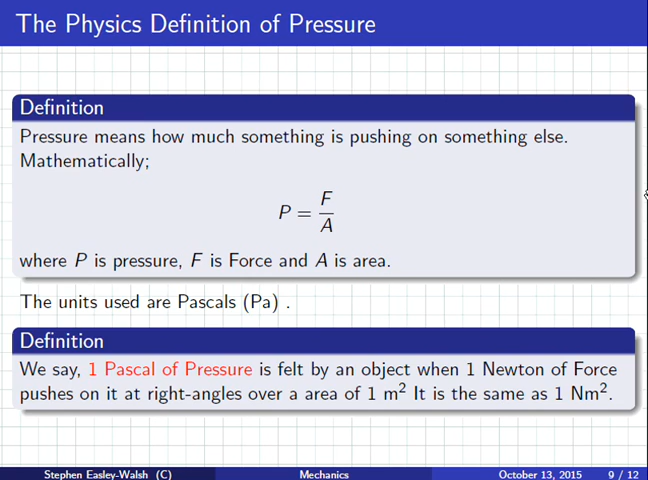 The Physics Definition of Pressure
Definition
Pressure means how much something is pushing on something else.
Mathematically;
P = F/A
where P is pressure, F is Force and A is area.
The units used are Pascals (Pa) .
Definition
We say, 1 Pascal of Pressure is felt by an object when 1 Newton of Force
pushes on it at right-angles over a area of 1 m² It is the same as 1 Nm².
Stephen Easley-Walsh (C) Mechanics October 13, 2015 9 / 12